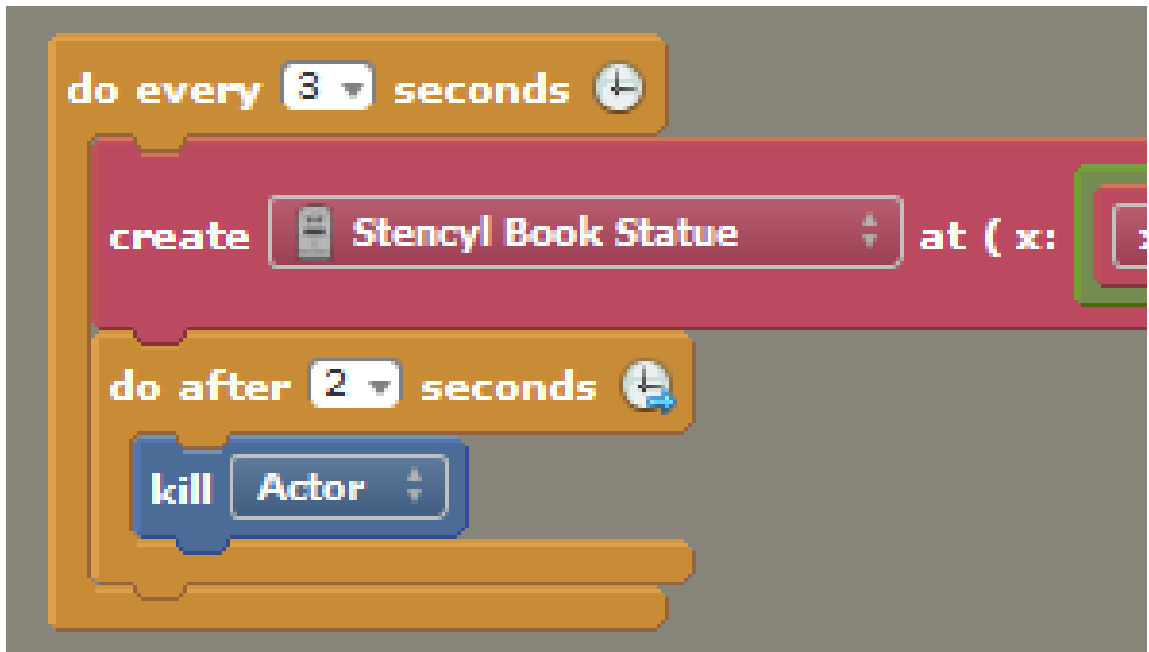 do every 3 seconds
create Stencyl Book Statue at ( x:
do after 2 seconds
kill Actor